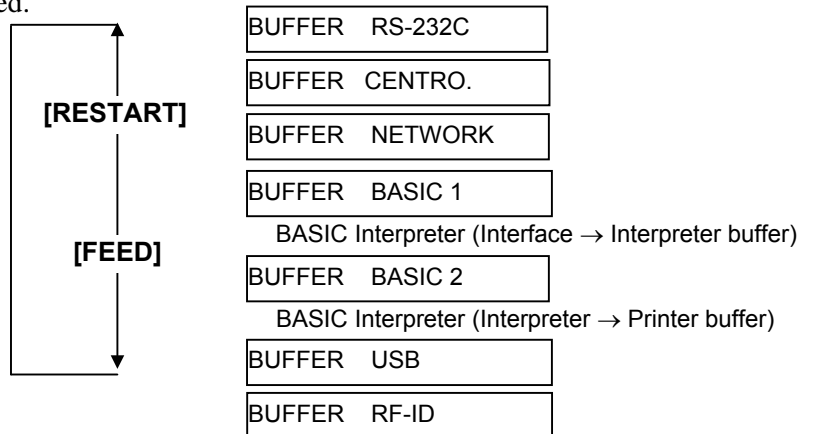 ed.
BUFFER RS-232C
BUFFER CENTRO.
[RESTART]
BUFFER NETWORK
BUFFER BASIC 1
BASIC Interpreter (Interface → Interpreter buffer)
[FEED]
BUFFER BASIC 2
BASIC Interpreter (Interpreter → Printer buffer)
BUFFER USB
BUFFER RF-ID